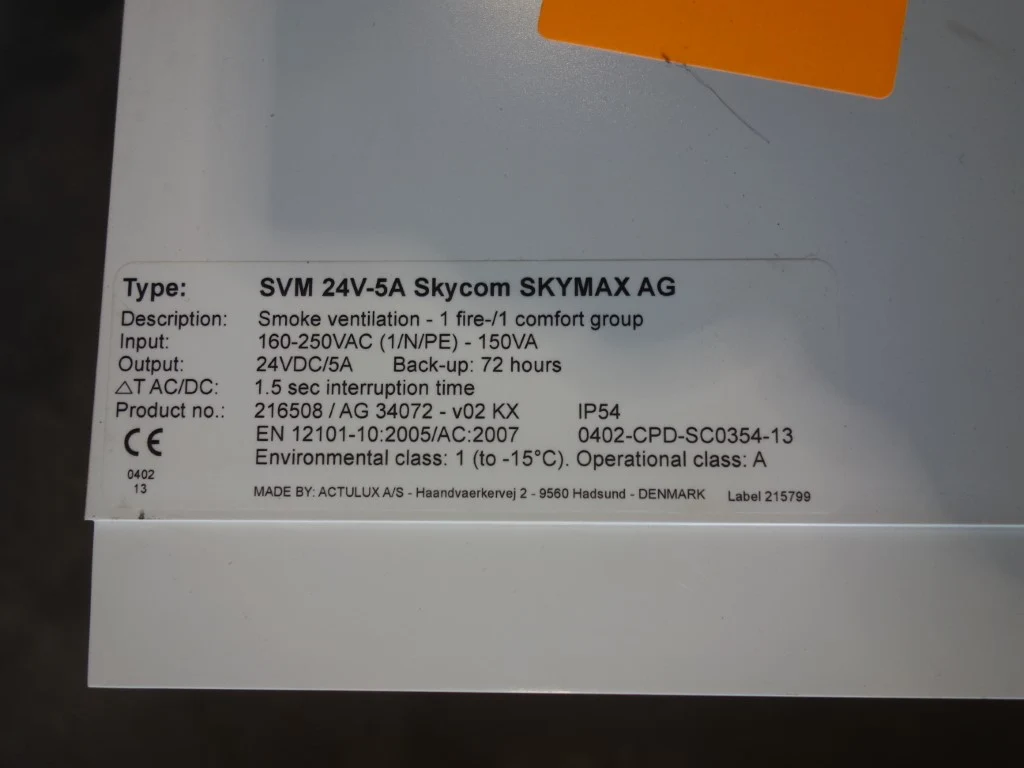 Type: SVM 24V-5A Skycom SKYMAX AG
Description: Smoke ventilation - 1 fire-/1 comfort group
Input: 160-250VAC (1/N/PE) - 150VA
Output: 24VDC/5A Back-up: 72 hours
△T AC/DC: 1.5 sec interruption time
Product no.: 216508 / AG 34072 - v02 KX IP54
CE EN 12101-10:2005/AC:2007 0402-CPD-SC0354-13
Environmental class: 1 (to -15°C). Operational class: A
0402
13
MADE BY: ACTULUX A/S - Haandvaerkervej 2 - 9560 Hadsund - DENMARK Label 215799